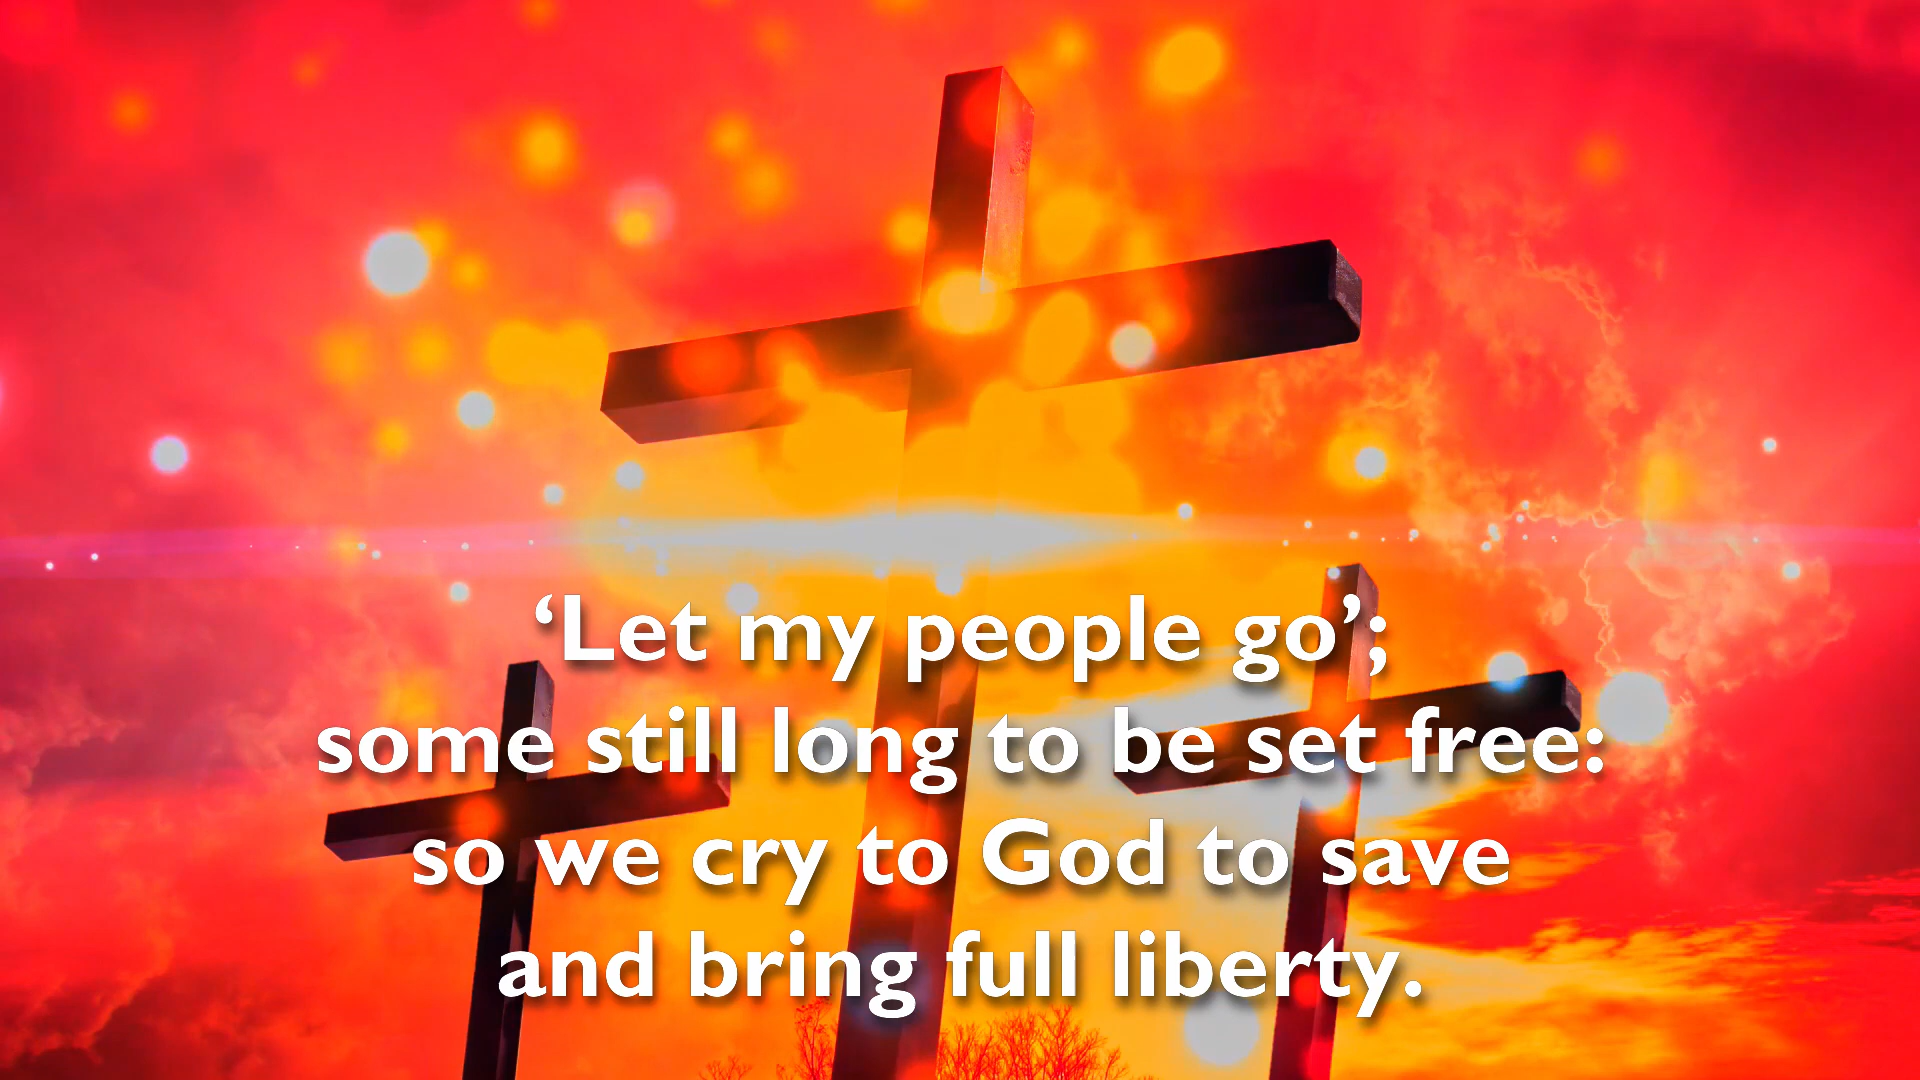 ‘Let my people go’;
some still long to be set free:
so we cry to God to save
and bring full liberty.